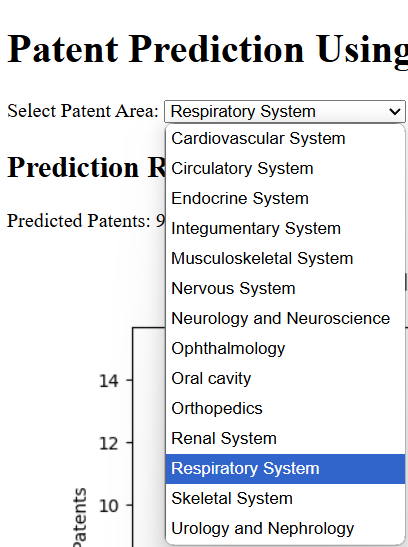 Patent Prediction Using
Select Patent Area: Respiratory System
Cardiovascular System
Prediction R
Circulatory System
Endocrine System
Predicted Patents: 9
Integumentary System
Musculoskeletal System
Nervous System
Neurology and Neuroscience
Ophthalmology
14
Oral cavity
Orthopedics
12
Renal System
Respiratory System
10
Skeletal System
Patents
Urology and Nephrology